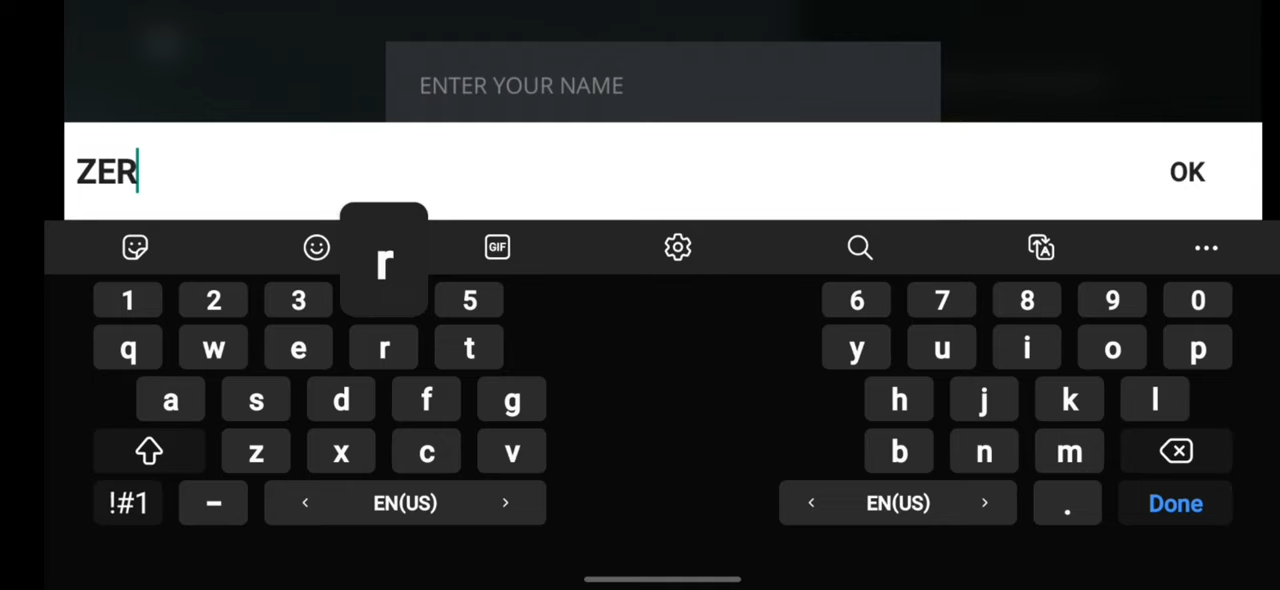 ENTER YOUR NAME
ZER
OK
r
GIF
A
1 2 3 5 6 7 8 9 0
q w e r t y u i o p
a s d f g h j k l
z x c v b n m
!#1 - < EN(US) > < EN(US) > . Done